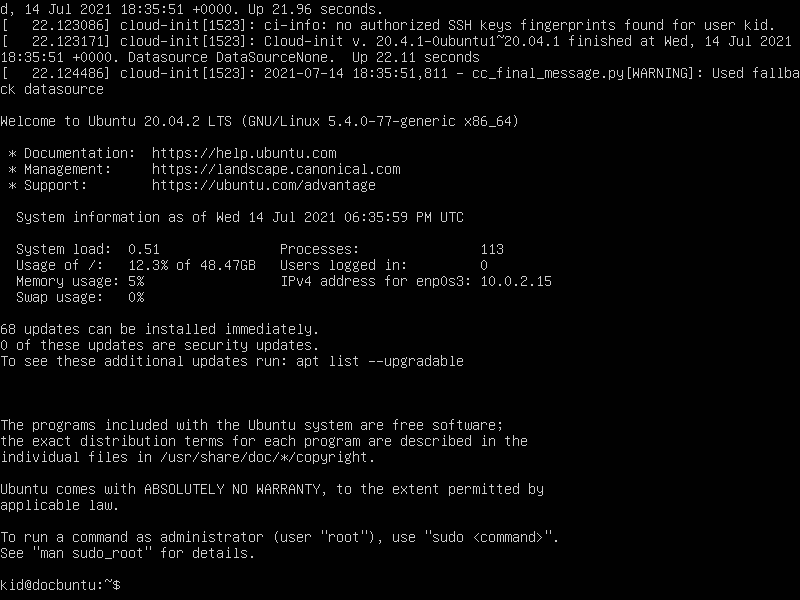 d, 14 Jul 2021 18:35:51 +0000. Up 21.96 seconds.
[   22.123086] cloud-init[1523]: ci-info: no authorized SSH keys fingerprints found for user kid.
[   22.123171] cloud-init[1523]: Cloud-init v. 20.4.1-0ubuntu1~20.04.1 finished at Wed, 14 Jul 2021
18:35:51 +0000. Datasource DataSourceNone.  Up 22.11 seconds
[   22.124486] cloud-init[1523]: 2021-07-14 18:35:51,811 - cc_final_message.py[WARNING]: Used fallba
ck datasource
Welcome to Ubuntu 20.04.2 LTS (GNU/Linux 5.4.0-77-generic x86_64)
 * Documentation:  https://help.ubuntu.com
 * Management:     https://landscape.canonical.com
 * Support:        https://ubuntu.com/advantage
  System information as of Wed 14 Jul 2021 06:35:59 PM UTC
  System load:  0.51               Processes:               113
  Usage of /:   12.3% of 48.47GB   Users logged in:         0
  Memory usage: 5%                 IPv4 address for enp0s3: 10.0.2.15
  Swap usage:   0%
68 updates can be installed immediately.
0 of these updates are security updates.
To see these additional updates run: apt list --upgradable
The programs included with the Ubuntu system are free software;
the exact distribution terms for each program are described in the
individual files in /usr/share/doc/*/copyright.
Ubuntu comes with ABSOLUTELY NO WARRANTY, to the extent permitted by
applicable law.
To run a command as administrator (user "root"), use "sudo <command>".
See "man sudo_root" for details.
kid@docbuntu:~$